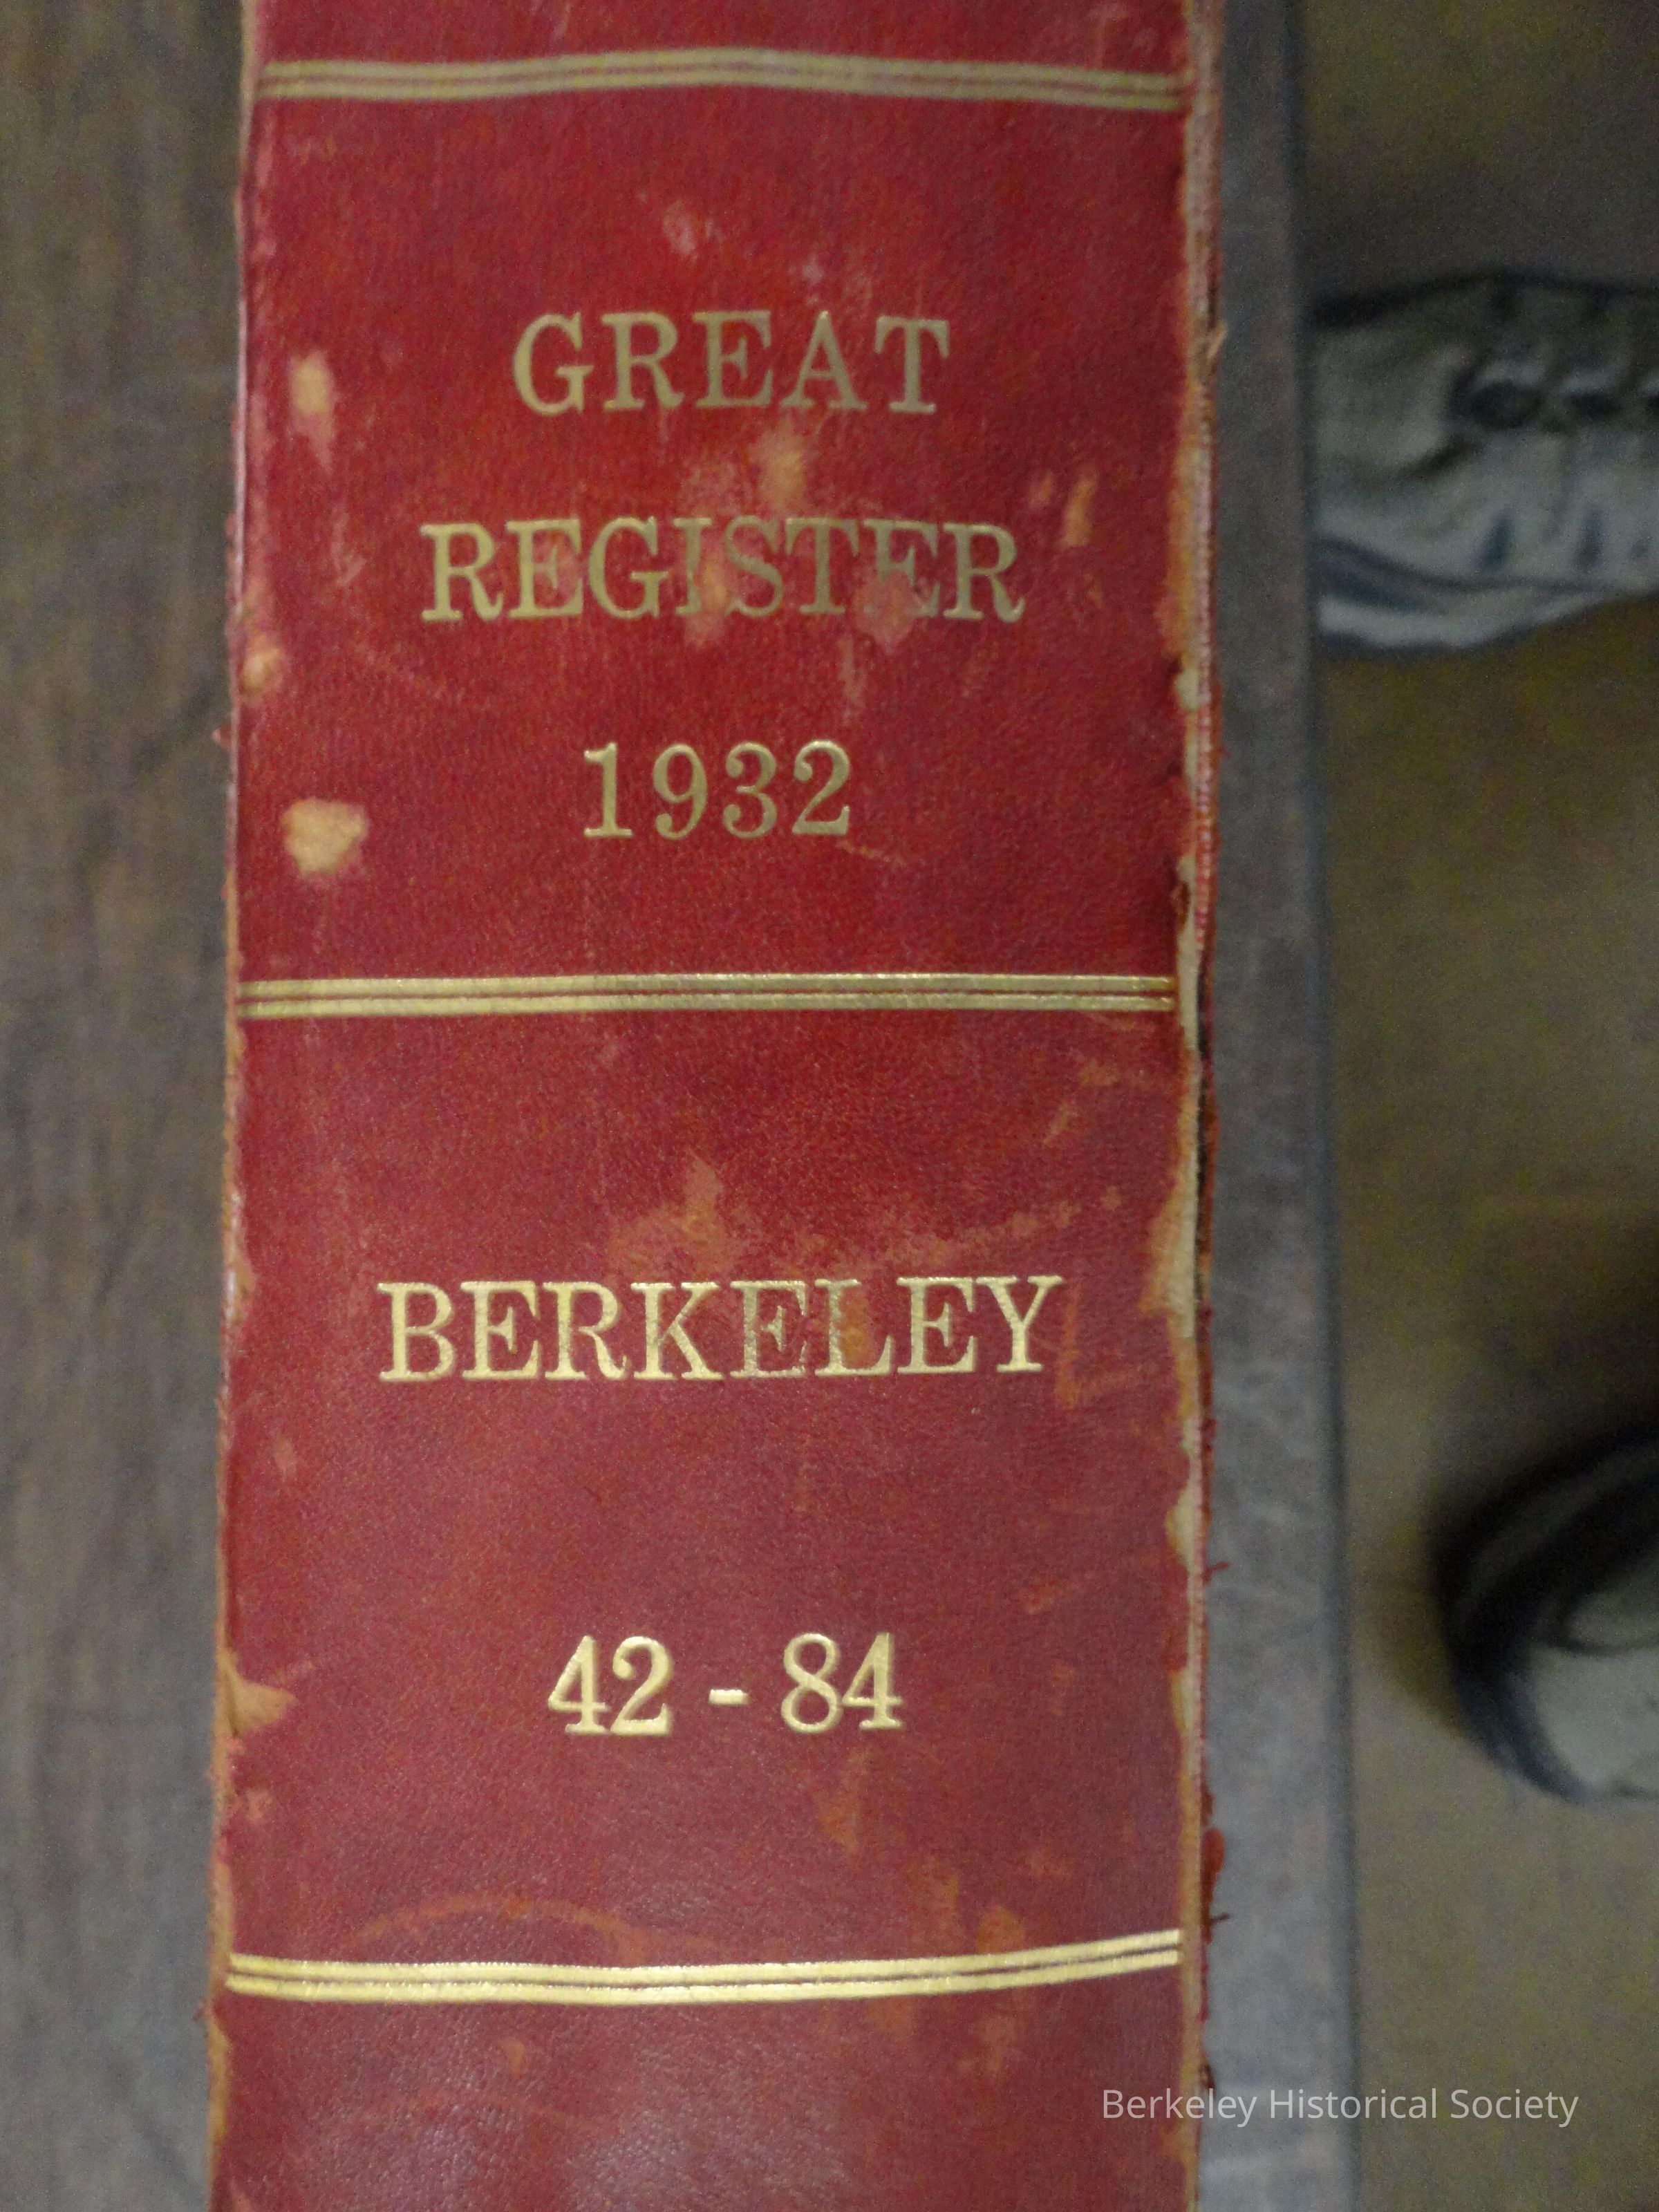 GREAT
REGISTER
1932
BERKELEY
42 - 84
Berkeley Historical Society